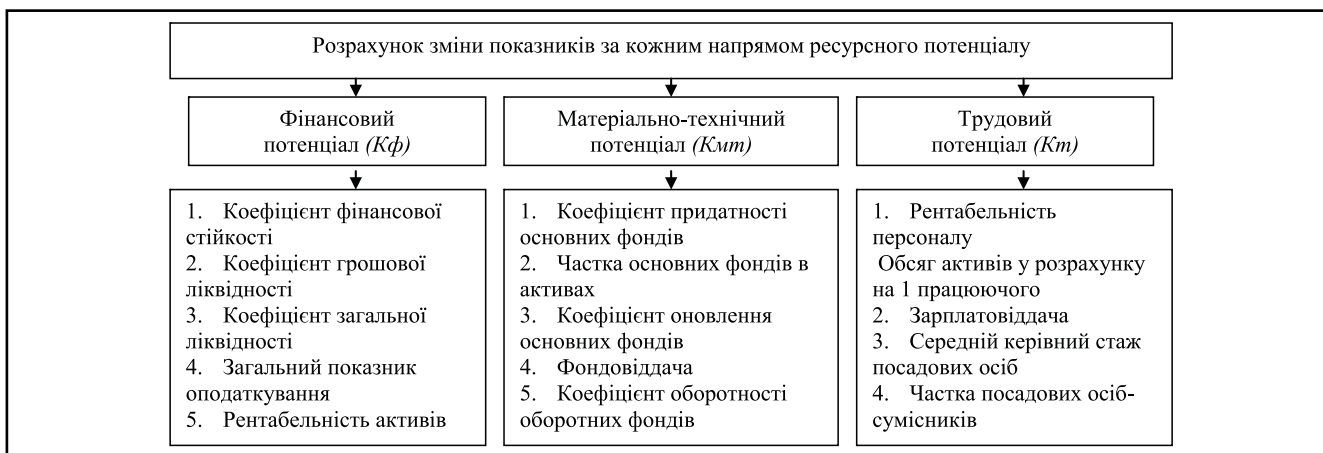 Розрахунок зміни показників за кожним напрямом ресурсного потенціалу
Фінансовий
потенціал (Кф)
Матеріально-технічний
потенціал (Кмт)
Трудовий
потенціал (Кт)
1. Коефіцієнт фінансової
стійкості
2. Коефіцієнт грошової
ліквідності
3. Коефіцієнт загальної
ліквідності
4. Загальний показник
оподаткування
5. Рентабельність активів
1. Коефіцієнт придатності
основних фондів
2. Частка основних фондів в
активах
3. Коефіцієнт оновлення
основних фондів
4. Фондовіддача
5. Коефіцієнт оборотності
оборотних фондів
1. Рентабельність
персоналу
Обсяг активів у розрахунку
на 1 працюючого
2. Зарплатовіддача
3. Середній керівний стаж
посадових осіб
4. Частка посадових осіб-
сумісників